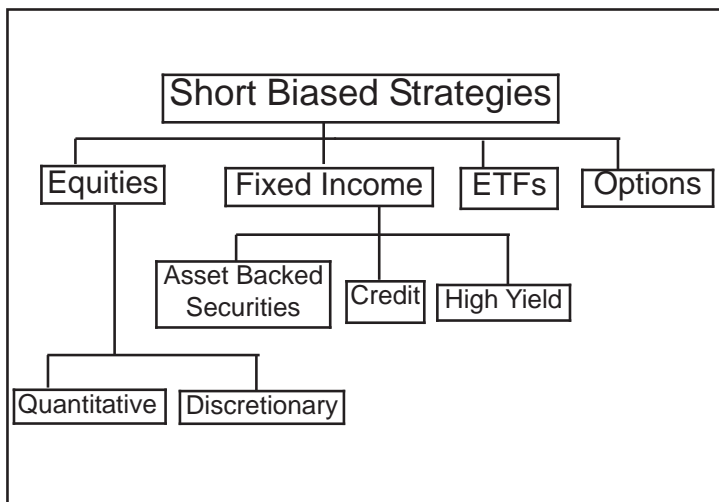 Short Biased Strategies
Equities
Fixed Income
ETFs
Options
Asset Backed
Securities
Credit
High Yield
Quantitative
Discretionary